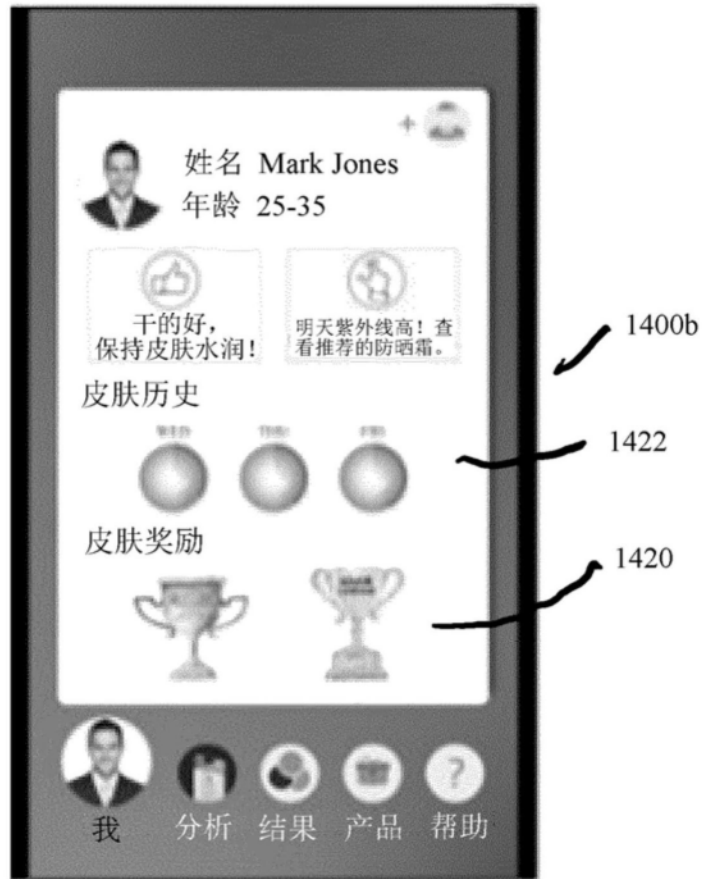 姓名 Mark Jones
年龄 25-35
干的好，
保持皮肤水润！
明天紫外线高！查
看推荐的防晒霜。
皮肤历史
皮肤奖励
我 分析 结果 产品 帮助
1400b
1422
1420